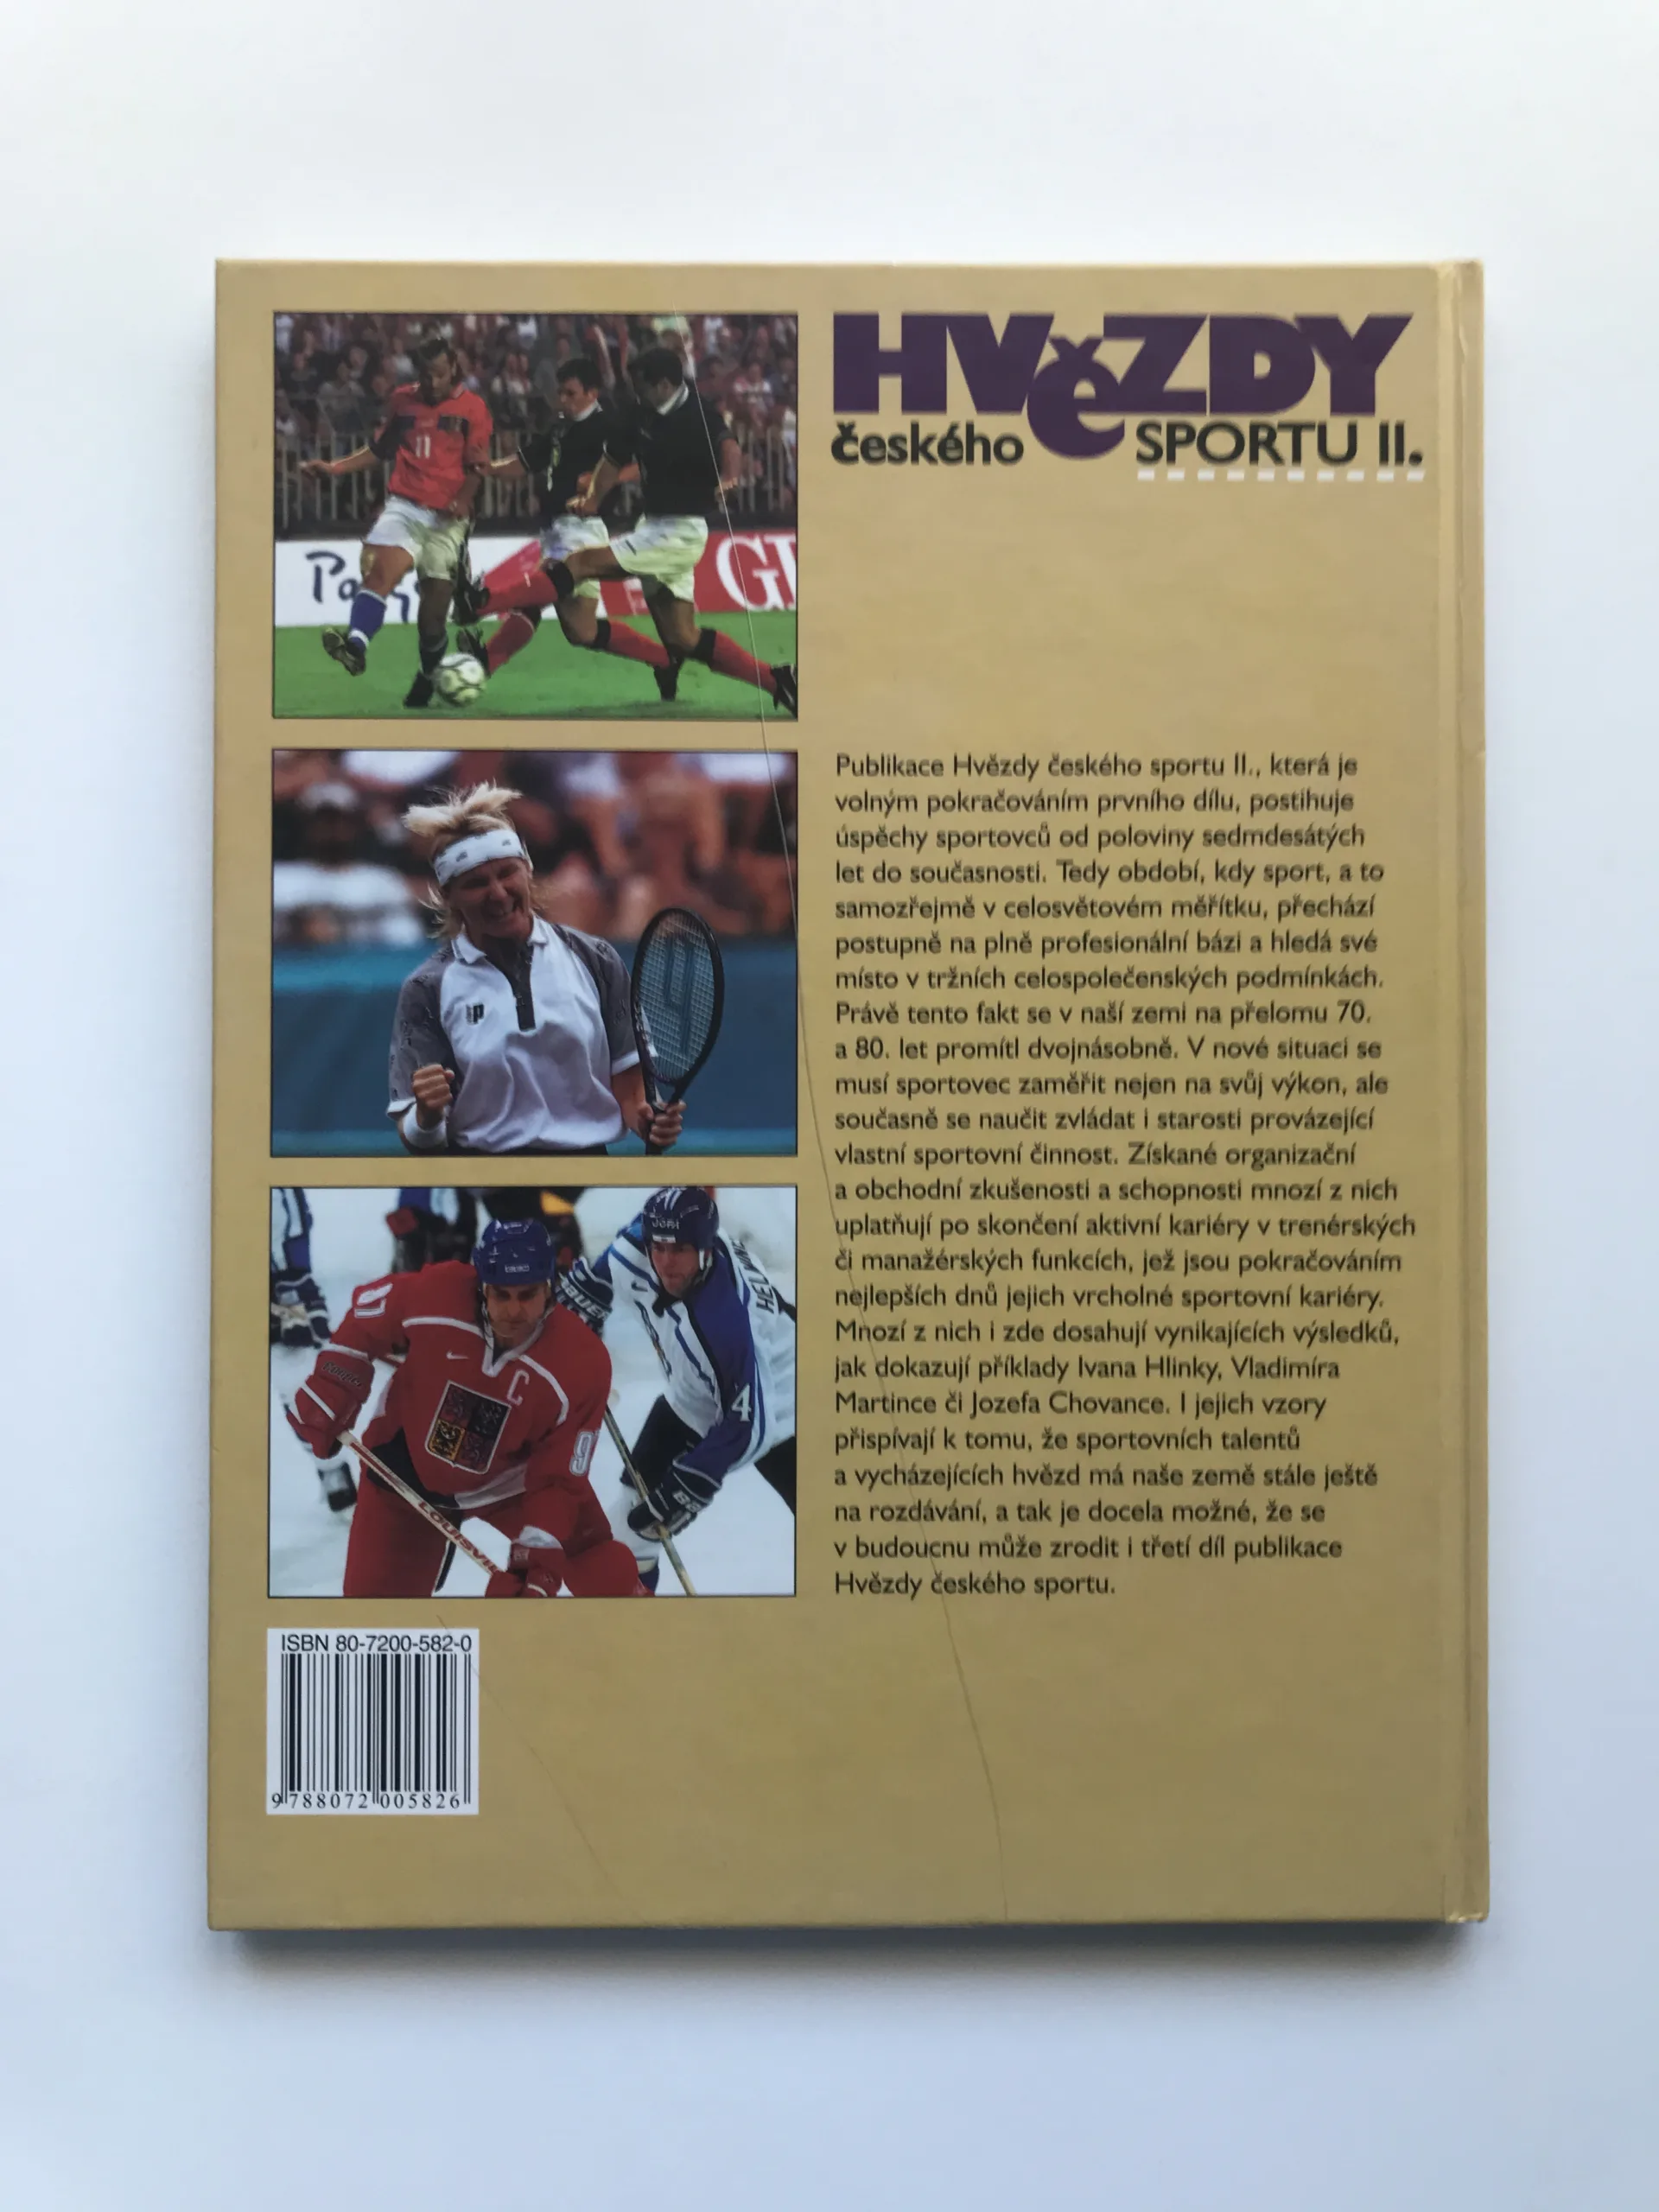 HVěZDY
českého SPORTU II.
11
GI
Publikace Hvězdy českého sportu II., která je
volným pokračováním prvního dílu, postihuje
úspěchy sportovců od poloviny sedmdesátých
let do současnosti. Tedy období, kdy sport, a to
samozřejmě v celosvětovém měřítku, přechází
postupně na plně profesionální bázi a hledá své
místo v tržních celospolečenských podmínkách.
Právě tento fakt se v naší zemi na přelomu 70.
a 80. let promítl dvojnásobně. V nové situaci se
musí sportovec zaměřit nejen na svůj výkon, ale
současně se naučit zvládat i starosti provázející
vlastní sportovní činnost. Získané organizační
a obchodní zkušenosti a schopnosti mnozí z nich
uplatňují po skončení aktivní kariéry v trenérských
či manažérských funkcích, jež jsou pokračováním
nejlepších dnů jejich vrcholné sportovní kariéry.
Mnozí z nich i zde dosahují vynikajících výsledků,
jak dokazují příklady Ivana Hlinky, Vladimíra
Martince či Jozefa Chovance. I jejich vzory
přispívají k tomu, že sportovních talentů
a vycházejících hvězd má naše země stále ještě
na rozdávání, a tak je docela možné, že se
v budoucnu může zrodit i třetí díl publikace
Hvězdy českého sportu.
C
4
LOUISVIL
ISBN 80-7200-582-0
9 788072 005826